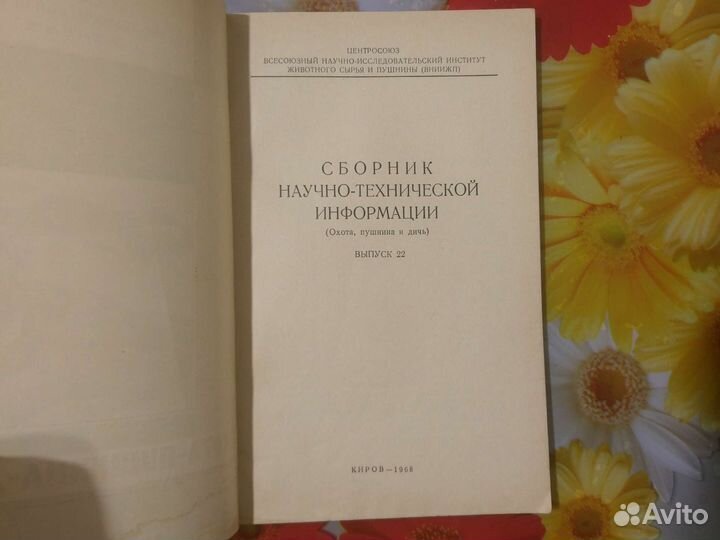 ЦЕНТРОСОЮЗ
ВСЕСОЮЗНЫЙ НАУЧНО-ИССЛЕДОВАТЕЛЬСКИЙ ИНСТИТУТ
ЖИВОТНОГО СЫРЬЯ И ПУШНИНЫ (ВНИИЖП)
СБОРНИК
НАУЧНО-ТЕХНИЧЕСКОЙ
ИНФОРМАЦИИ
(Охота, пушнина и дичь)
ВЫПУСК 22
КИРОВ—1968
Avito